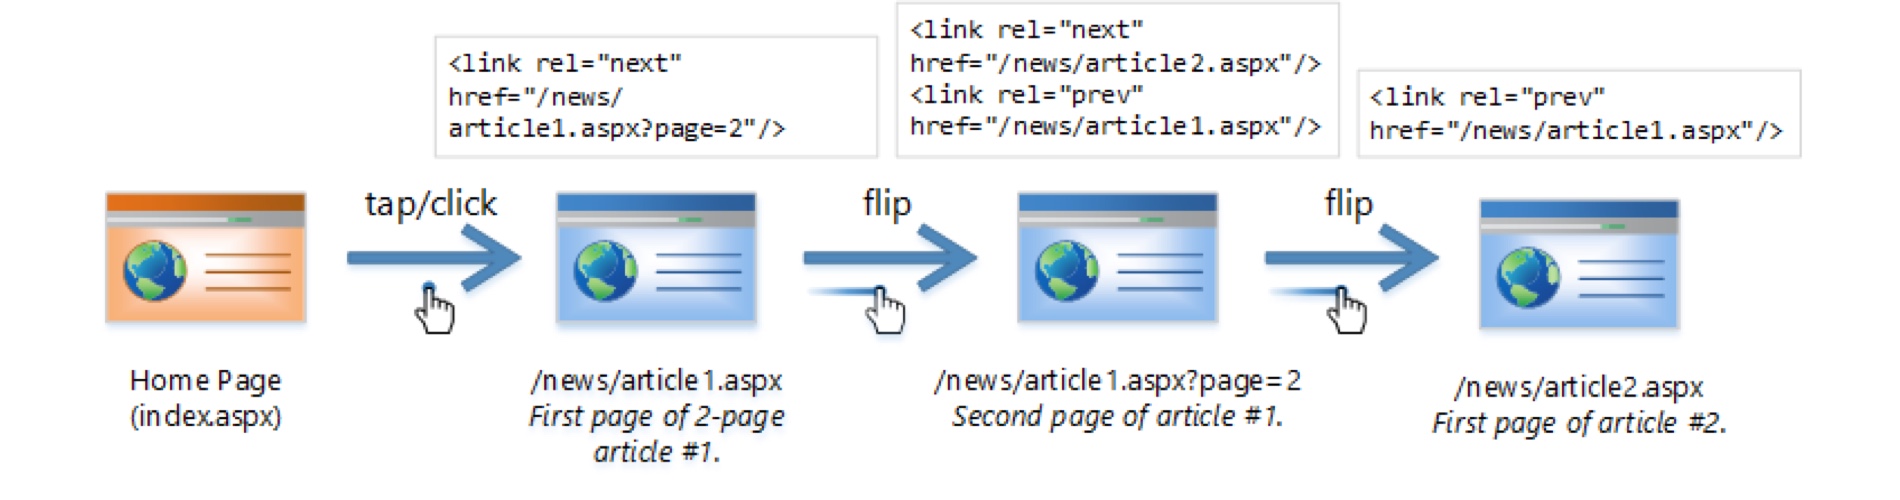 <link rel="next"
href="/news/
article1.aspx?page=2"/>
<link rel="next"
href="/news/article2.aspx"/>
<link rel="prev"
href="/news/article1.aspx"/>
<link rel="prev"
href="/news/article1.aspx"/>
tap/click
flip
flip
Home Page
(index.aspx)
/news/article1.aspx
First page of 2-page
article #1.
/news/article1.aspx?page=2
Second page of article #1.
/news/article2.aspx
First page of article #2.